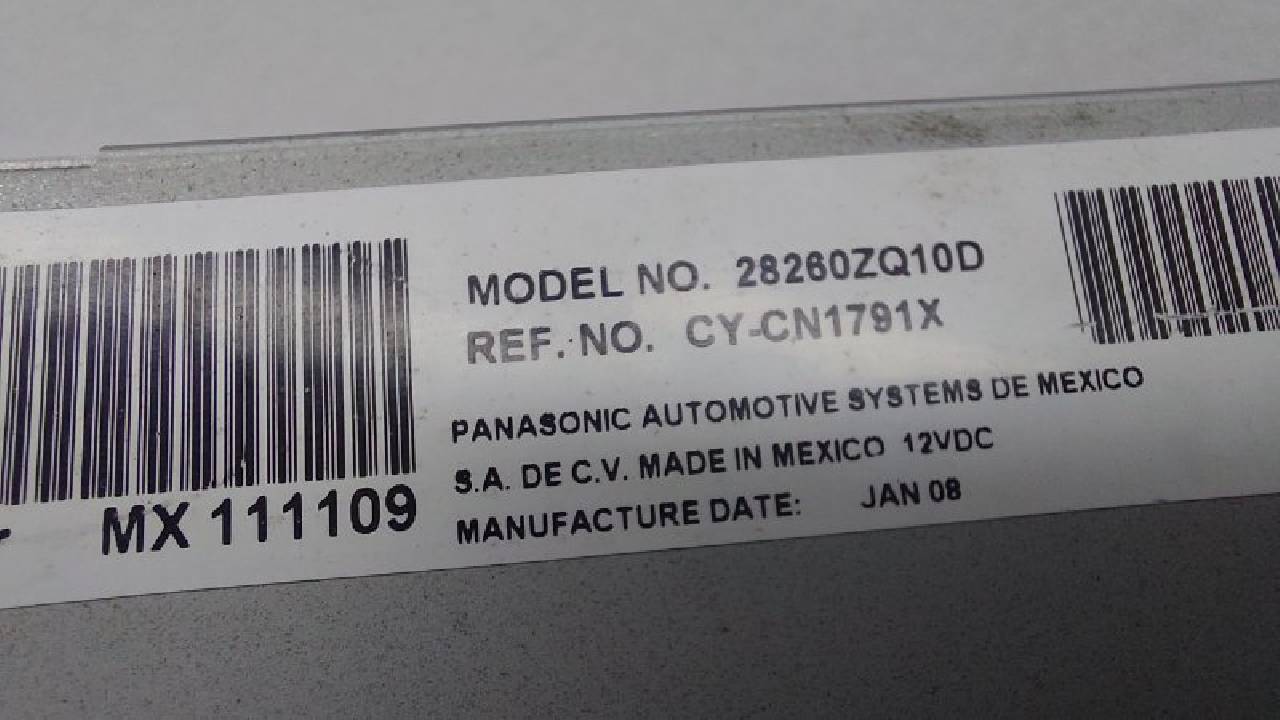 MX 111109
MODEL NO. 28260ZQ10D
REF. NO. CY-CN1791X
PANASONIC AUTOMOTIVE SYSTEMS DE MEXICO
S.A. DE C.V. MADE IN MEXICO 12VDC
MANUFACTURE DATE: JAN 08